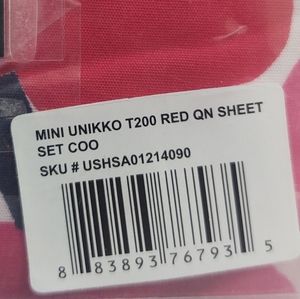 MINI UNIKKO T200 RED QN SHEET
SET COO
SKU # USHSA01214090
8 83893 76793 5